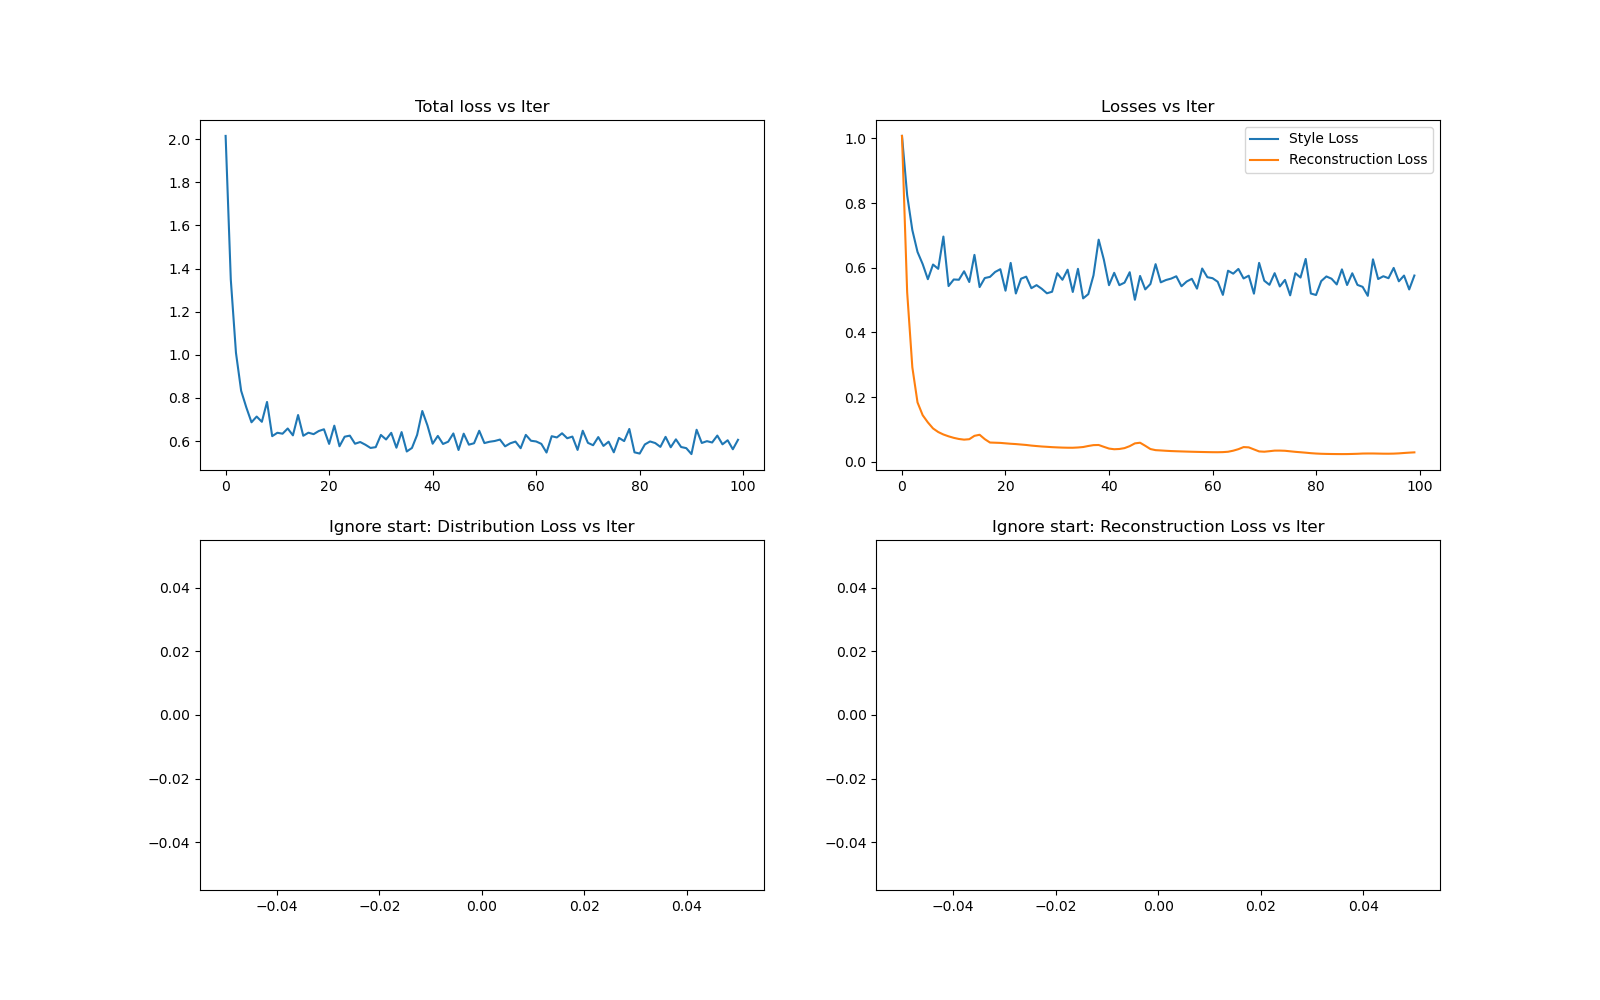 Total loss vs Iter
2.0
1.8
1.6
1.4
1.2
1.0
0.8
0.6
0 20 40 60 80 100
Losses vs Iter
Style Loss
Reconstruction Loss
1.0
0.8
0.6
0.4
0.2
0.0
0 20 40 60 80 100
Ignore start: Distribution Loss vs Iter
0.04
0.02
0.00
−0.02
−0.04
−0.04 −0.02 0.00 0.02 0.04
Ignore start: Reconstruction Loss vs Iter
0.04
0.02
0.00
−0.02
−0.04
−0.04 −0.02 0.00 0.02 0.04